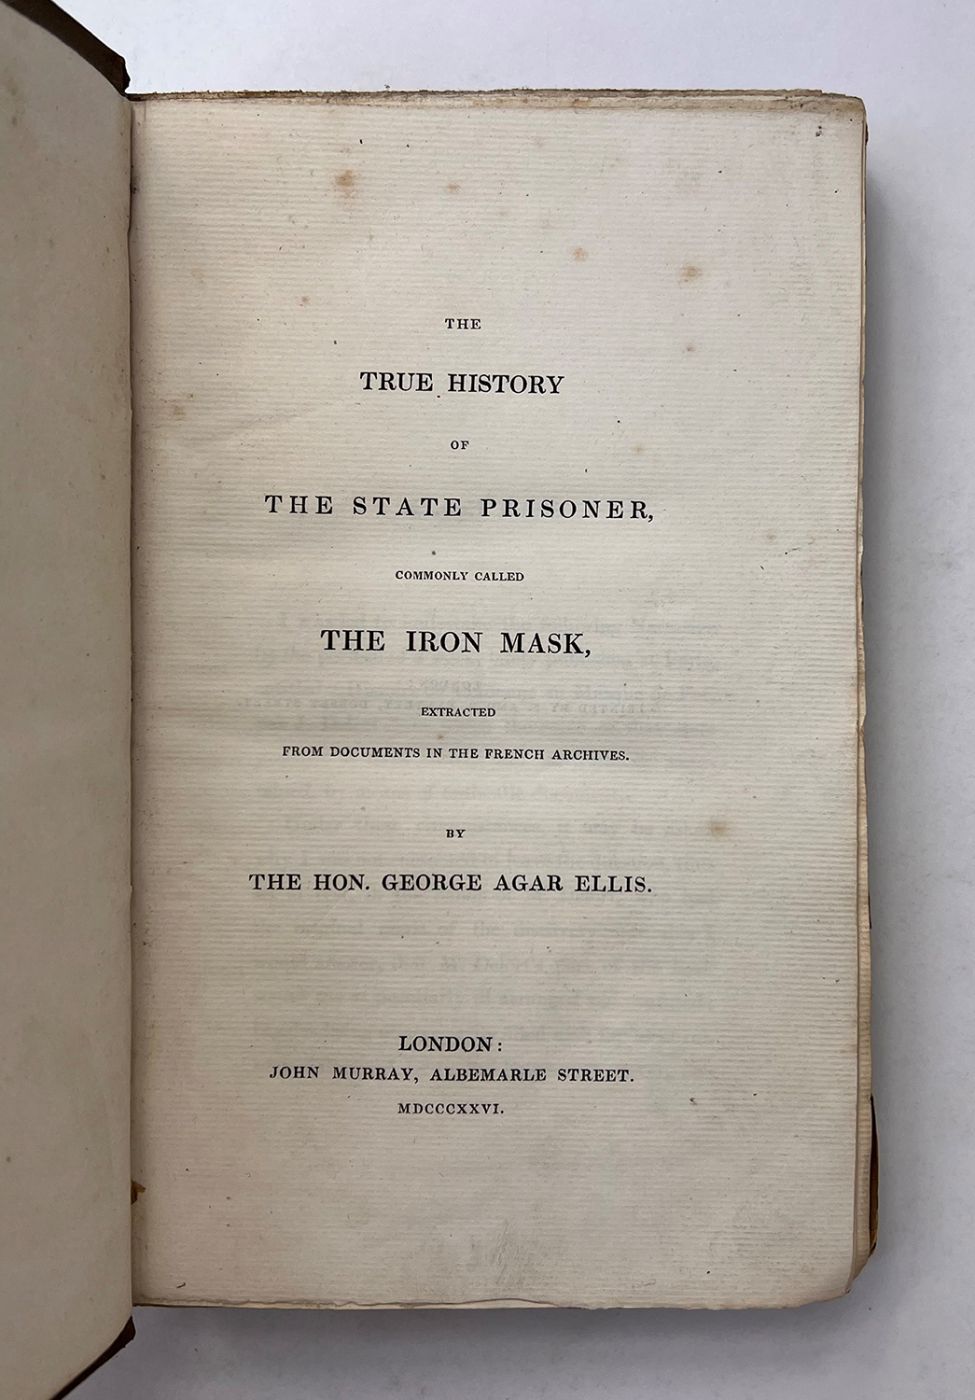 THE
TRUE HISTORY
OF
THE STATE PRISONER,
COMMONLY CALLED
THE IRON MASK,
EXTRACTED
FROM DOCUMENTS IN THE FRENCH ARCHIVES.
BY
THE HON. GEORGE AGAR ELLIS.
LONDON:
JOHN MURRAY, ALBEMARLE STREET.
MDCCCXXVI.